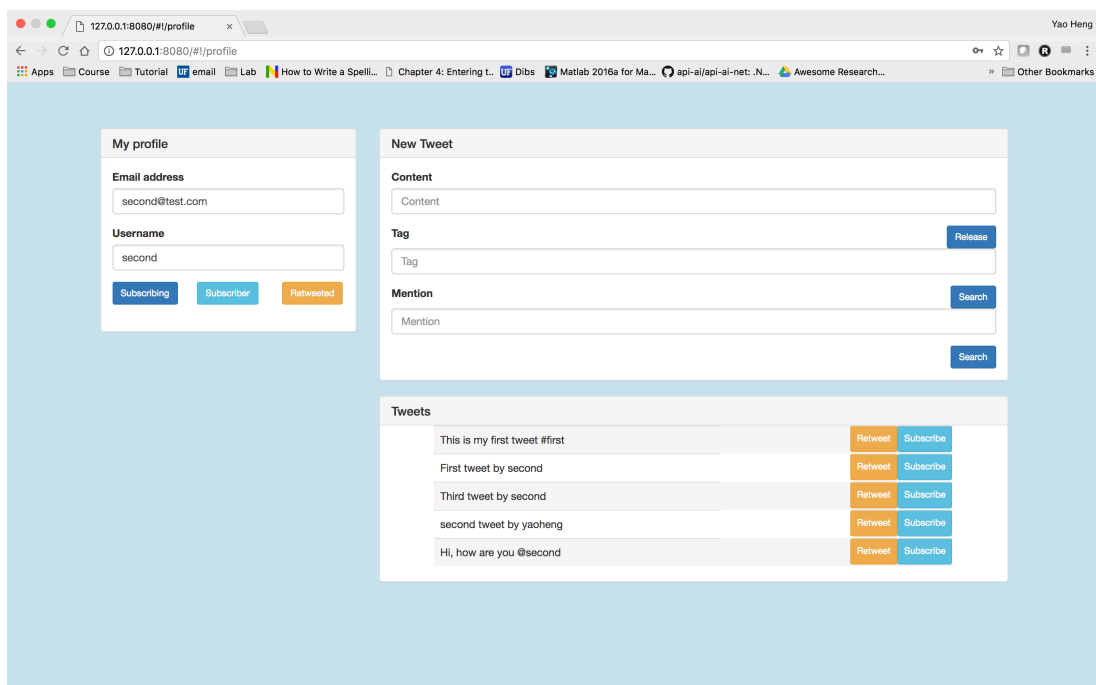 127.0.0.1:8080/#!/profile
Yao Heng
127.0.0.1:8080/#!/profile
Apps Course Tutorial UF email Lab How to Write a Spelli... Chapter 4: Entering t... UF Dibs Matlab 2016a for Ma... api-ai/api-ai-net: .N... Awesome Research... » Other Bookmarks
My profile
Email address
second@test.com
Username
second
Subscribing Subscriber Retweeted
New Tweet
Content
Content
Tag Release
Tag
Mention Search
Mention
Search
Tweets
This is my first tweet #first Retweet Subscribe
First tweet by second Retweet Subscribe
Third tweet by second Retweet Subscribe
second tweet by yaoheng Retweet Subscribe
Hi, how are you @second Retweet Subscribe